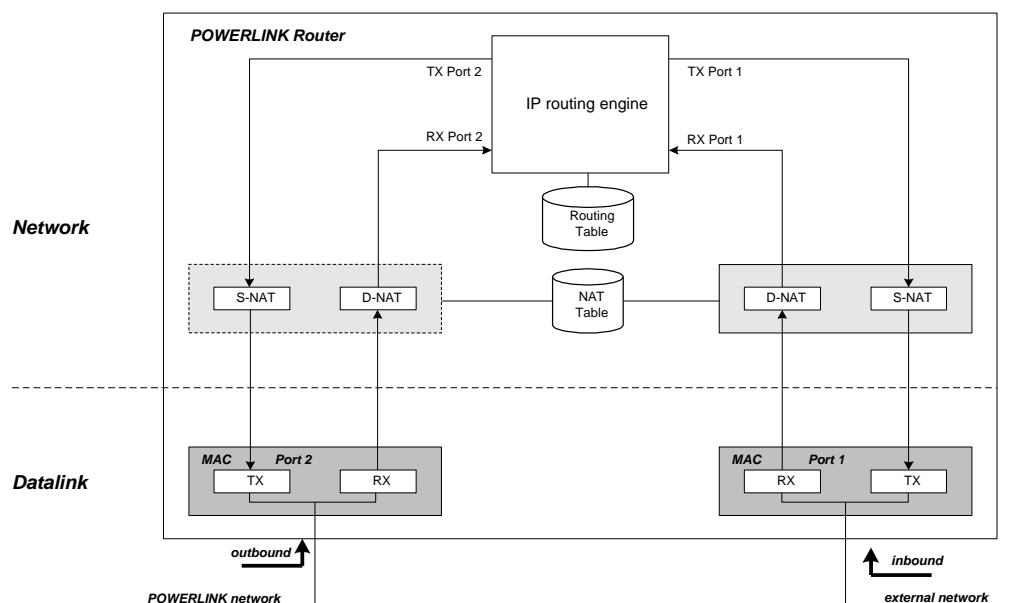 POWERLINK Router
TX Port 2
TX Port 1
IP routing engine
RX Port 2
RX Port 1
Routing
Table
Network
S-NAT
D-NAT
NAT
Table
D-NAT
S-NAT
MAC
Port 2
MAC
Port 1
Datalink
TX
RX
RX
TX
outbound
inbound
POWERLINK network
external network